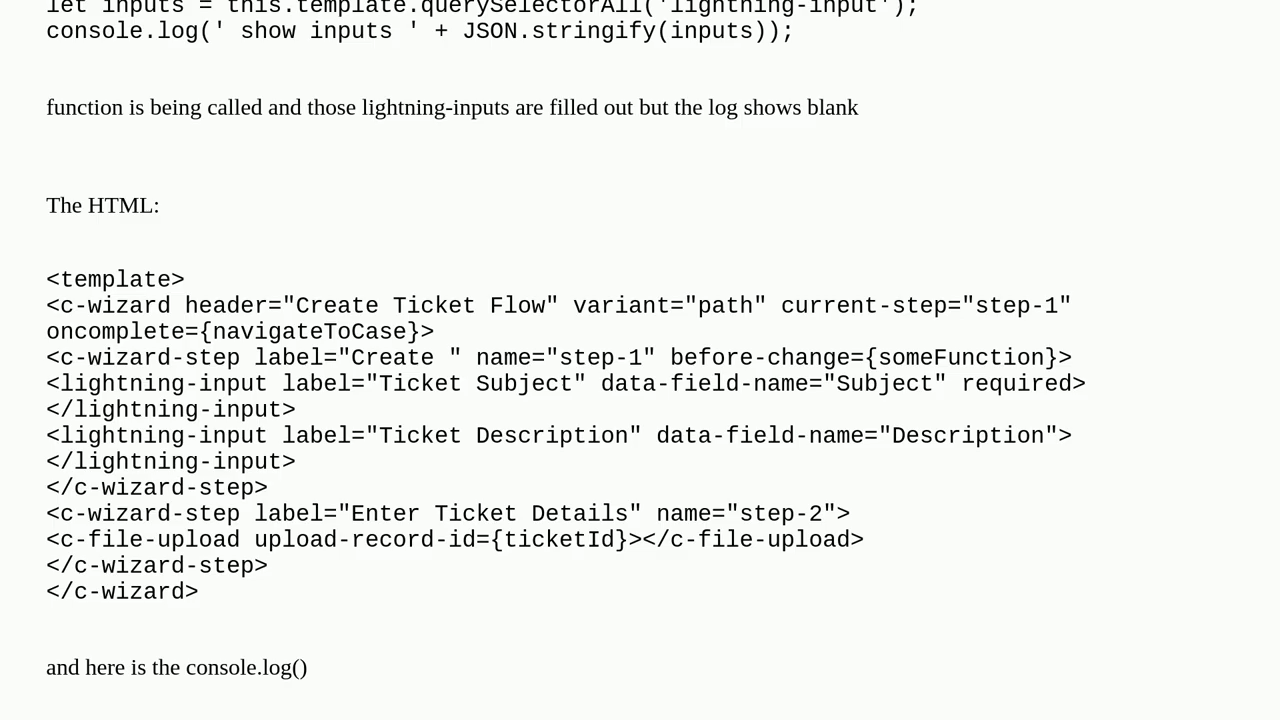 let inputs = this.template.querySelectorAll('lightning-input');
console.log(' show inputs ' + JSON.stringify(inputs));
function is being called and those lightning-inputs are filled out but the log shows blank
The HTML:
<template>
<c-wizard header="Create Ticket Flow" variant="path" current-step="step-1"
oncomplete={navigateToCase}>
<c-wizard-step label="Create " name="step-1" before-change={someFunction}>
<lightning-input label="Ticket Subject" data-field-name="Subject" required>
</lightning-input>
<lightning-input label="Ticket Description" data-field-name="Description">
</lightning-input>
</c-wizard-step>
<c-wizard-step label="Enter Ticket Details" name="step-2">
<c-file-upload upload-record-id={ticketId}></c-file-upload>
</c-wizard-step>
</c-wizard>
and here is the console.log()